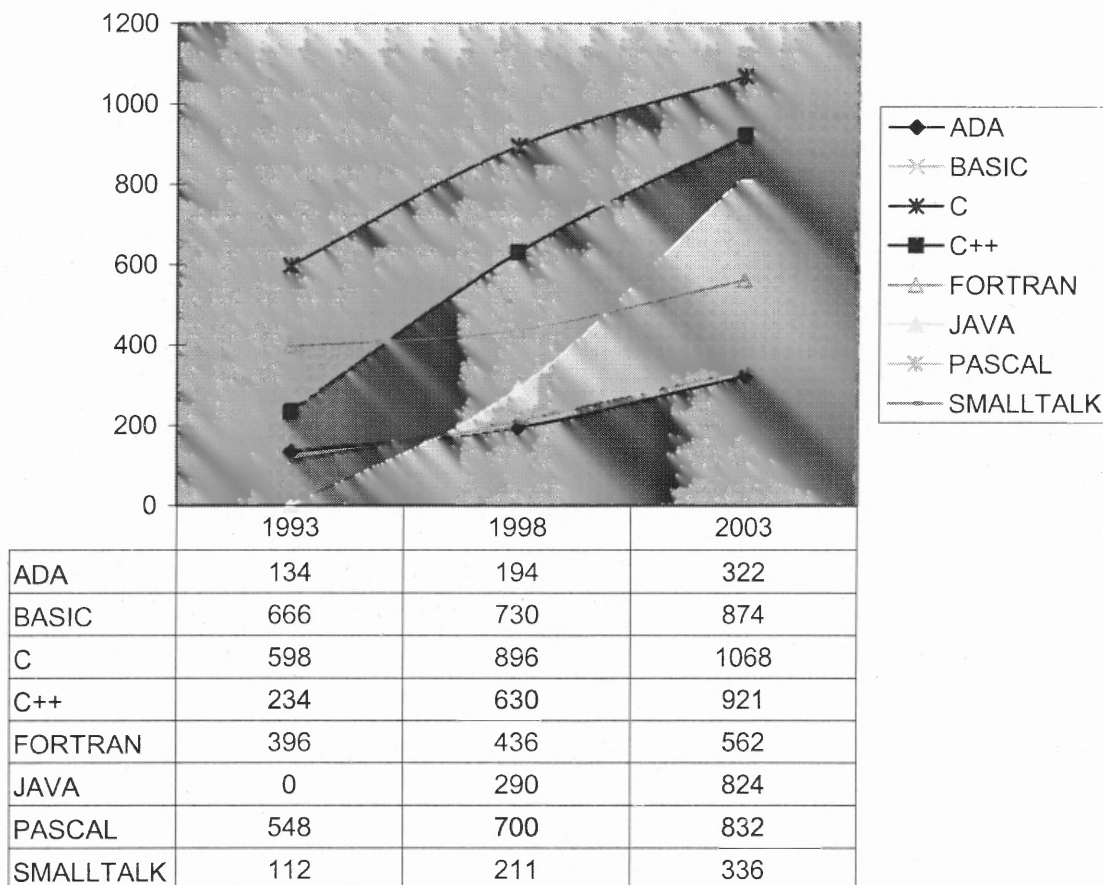 1200
1000
800
600
400
200
0
ADA
BASIC
C
C++
FORTRAN
JAVA
PASCAL
SMALLTALK
1993 1998 2003
ADA 134 194 322
BASIC 666 730 874
C 598 896 1068
C++ 234 630 921
FORTRAN 396 436 562
JAVA 0 290 824
PASCAL 548 700 832
SMALLTALK 112 211 336